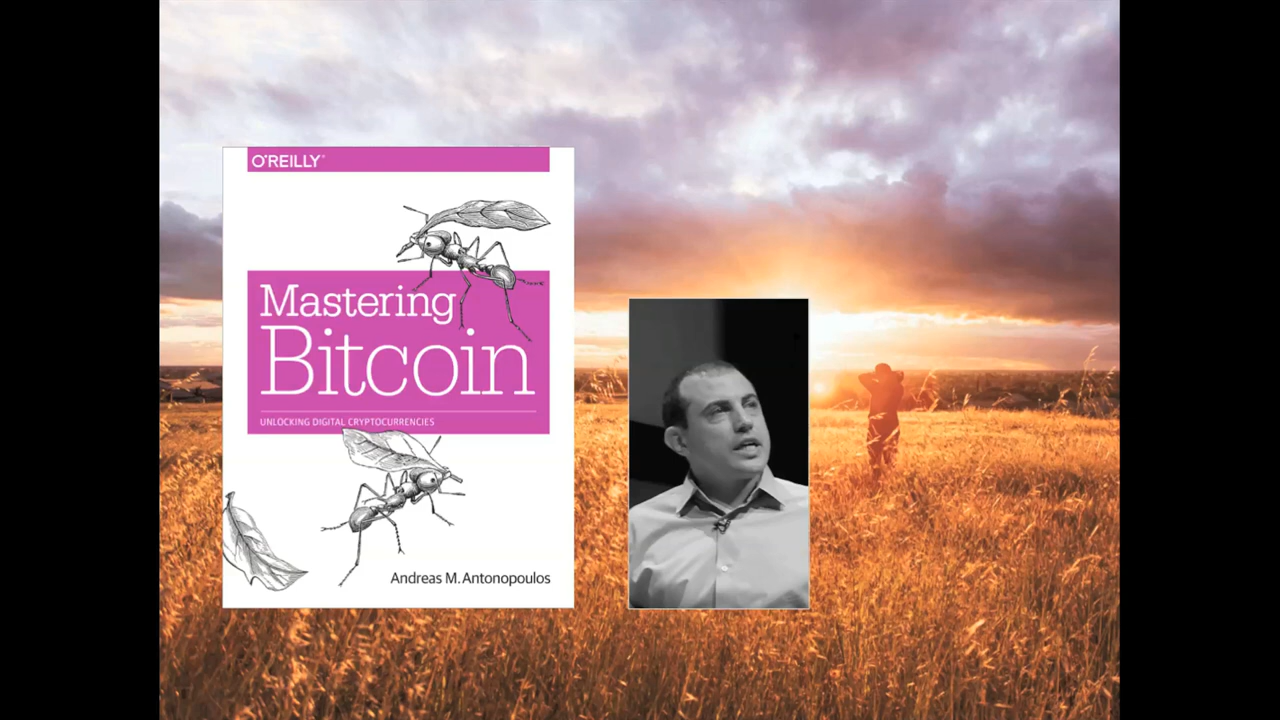 O'REILLY®
Mastering
Bitcoin
UNLOCKING DIGITAL CRYPTOCURRENCIES
Andreas M. Antonopoulos